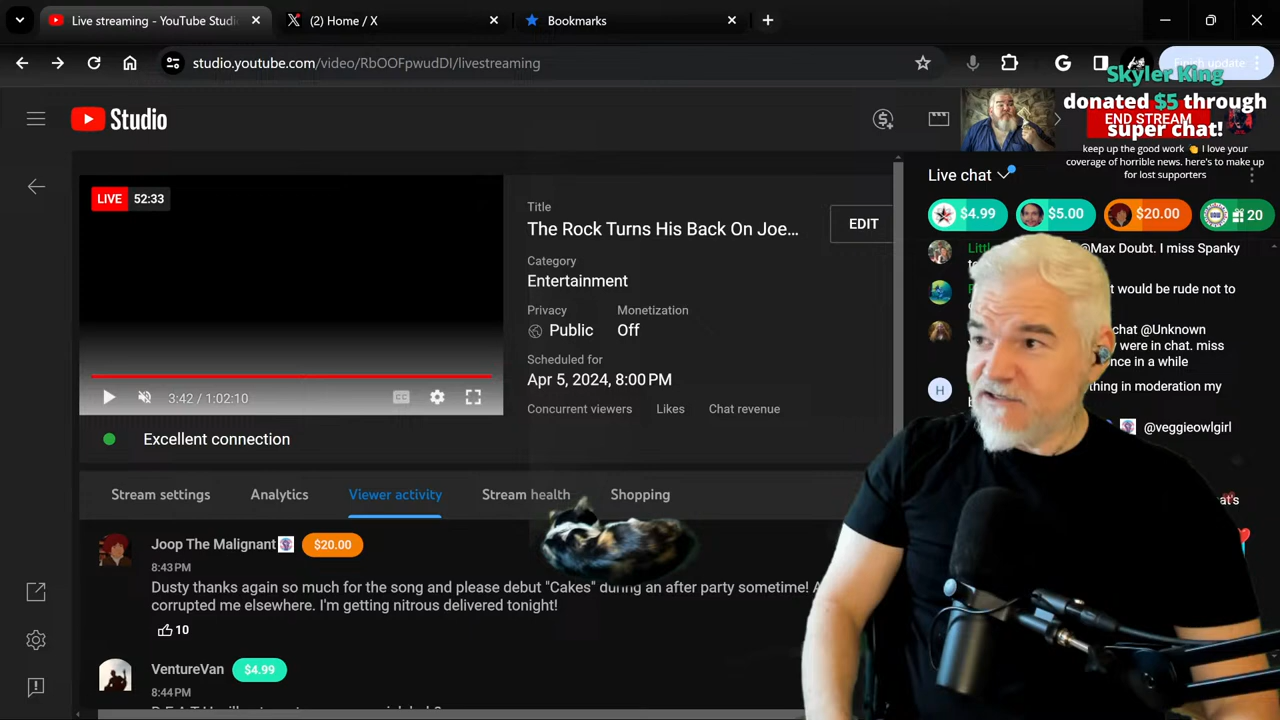 Live streaming - YouTube Studi
(2) Home / X
Bookmarks
studio.youtube.com/video/RbOOFpwudDI/livestreaming
Finish update
Skyler King
donated $5 through
super chat!
keep up the good work 👏 I love your
coverage of horrible news. here's to make up
for lost supporters
Studio
END STREAM
LIVE 52:33
3:42 / 1:02:10
Excellent connection
Title
The Rock Turns His Back On Joe...
EDIT
Category
Entertainment
Privacy
Monetization
Public
Off
Scheduled for
Apr 5, 2024, 8:00 PM
Concurrent viewers
Likes
Chat revenue
Stream settings
Analytics
Viewer activity
Stream health
Shopping
Joop The Malignant
$20.00
8:43 PM
Dusty thanks again so much for the song and please debut "Cakes" during an after party sometime!
corrupted me elsewhere. I'm getting nitrous delivered tonight!
10
VentureVan
$4.99
8:44 PM
Live chat
$4.99
$5.00
$20.00
20
@Max Doubt. I miss Spanky
would be rude not to
chat @Unknown
were in chat. miss
once in a while
H
thing in moderation my
@veggieowlgirl